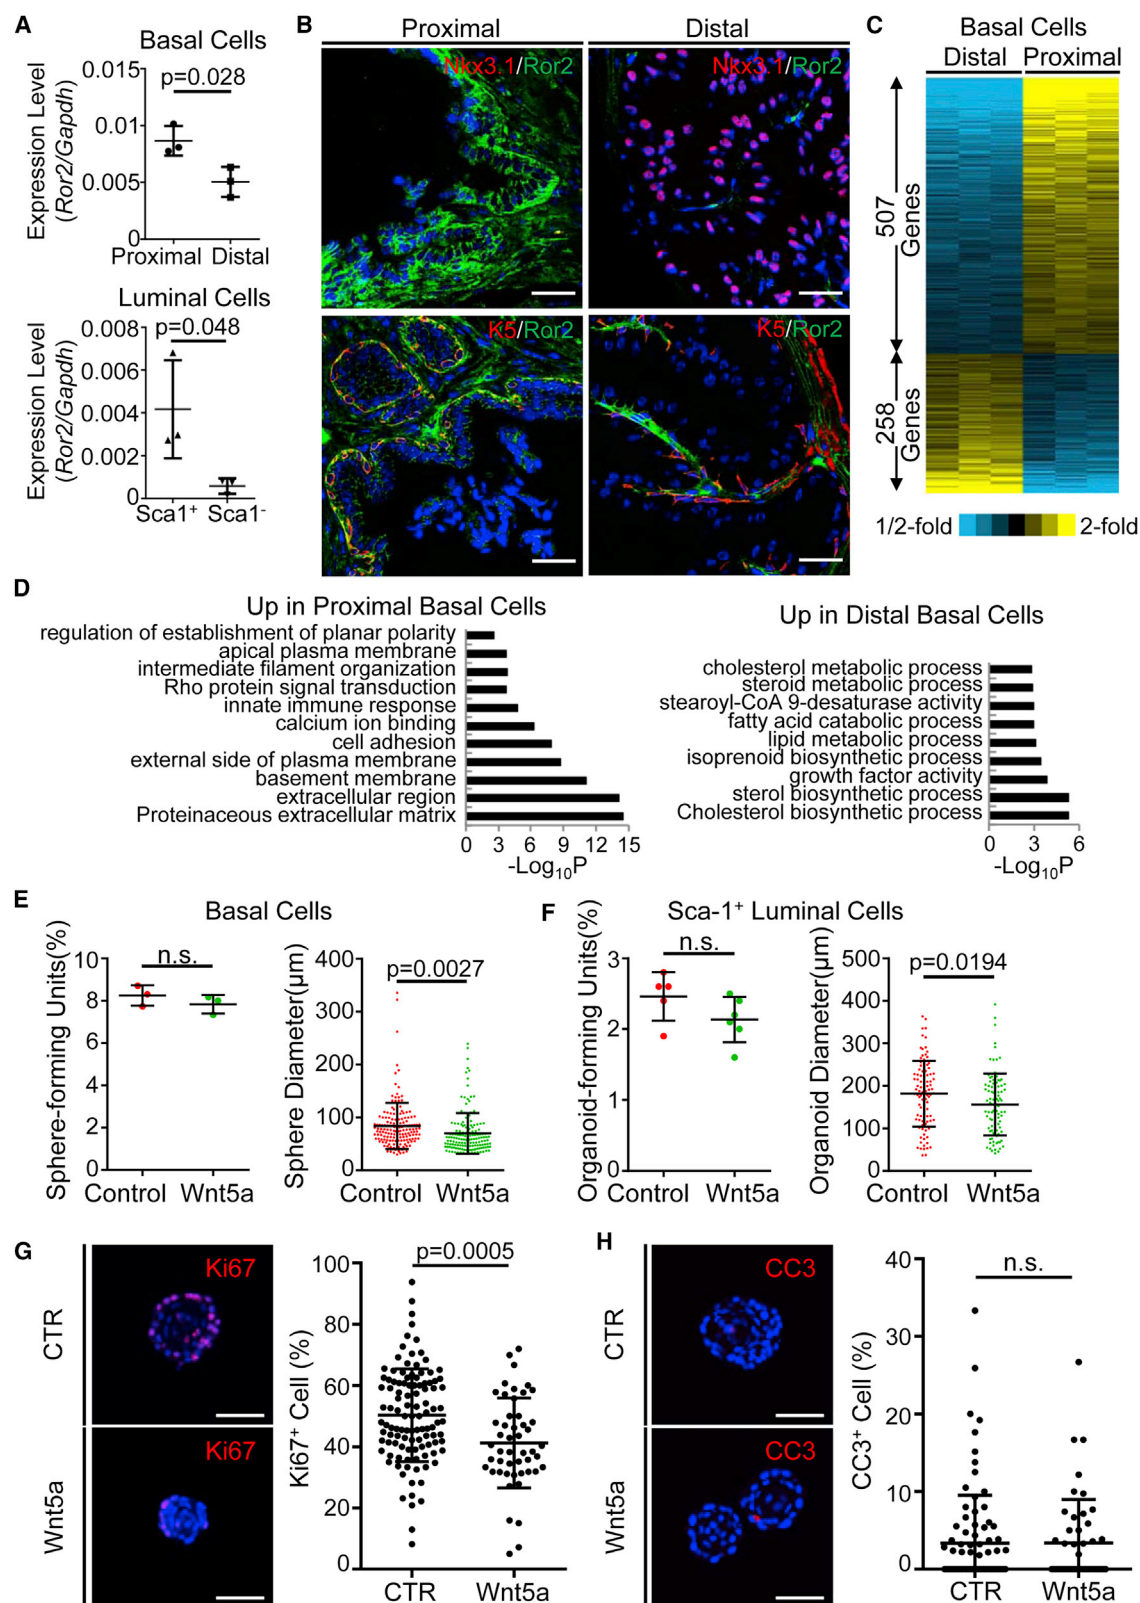 A
Basal Cells
Expression Level
(Ror2/Gapdh)
0.015
0.01
0.005
0
p=0.028
Proximal Distal
Luminal Cells
Expression Level
(Ror2/Gapdh)
0.008
0.006
0.004
0.002
0
p=0.048
Sca1+ Sca1-
B
Proximal Distal
Nkx3.1/Ror2
Nkx3.1/Ror2
K5/Ror2
K5/Ror2
C
Basal Cells
Distal Proximal
507
Genes
258
Genes
1/2-fold 2-fold
D
Up in Proximal Basal Cells
regulation of establishment of planar polarity
apical plasma membrane
intermediate filament organization
Rho protein signal transduction
innate immune response
calcium ion binding
cell adhesion
external side of plasma membrane
basement membrane
extracellular region
Proteinaceous extracellular matrix
0 3 6 9 12 15
-Log10P
Up in Distal Basal Cells
cholesterol metabolic process
steroid metabolic process
stearoyl-CoA 9-desaturase activity
fatty acid catabolic process
lipid metabolic process
isoprenoid biosynthetic process
growth factor activity
sterol biosynthetic process
Cholesterol biosynthetic process
0 3 6
-Log10P
E
Basal Cells
Sphere-forming Units(%)
10
8
6
4
2
0
n.s.
Control Wnt5a
Sphere Diameter(μm)
400
300
200
100
0
p=0.0027
Control Wnt5a
F
Sca-1+ Luminal Cells
Organoid-forming Units(%)
3
2
1
0
n.s.
Control Wnt5a
Organoid Diameter(μm)
500
400
300
200
100
0
p=0.0194
Control Wnt5a
G
CTR
Ki67
Wnt5a
Ki67
Ki67+ Cell (%)
100
80
60
40
20
0
p=0.0005
CTR Wnt5a
H
CTR
CC3
Wnt5a
CC3
CC3+ Cell (%)
40
30
20
10
0
n.s.
CTR Wnt5a